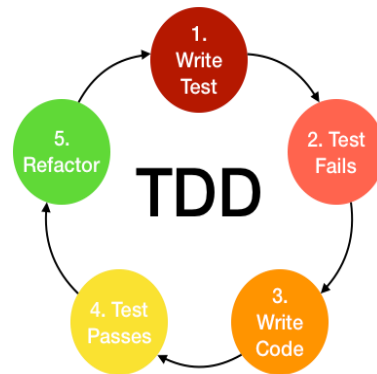 1.
Write
Test
2. Test
Fails
3.
Write
Code
4. Test
Passes
5.
Refactor
TDD